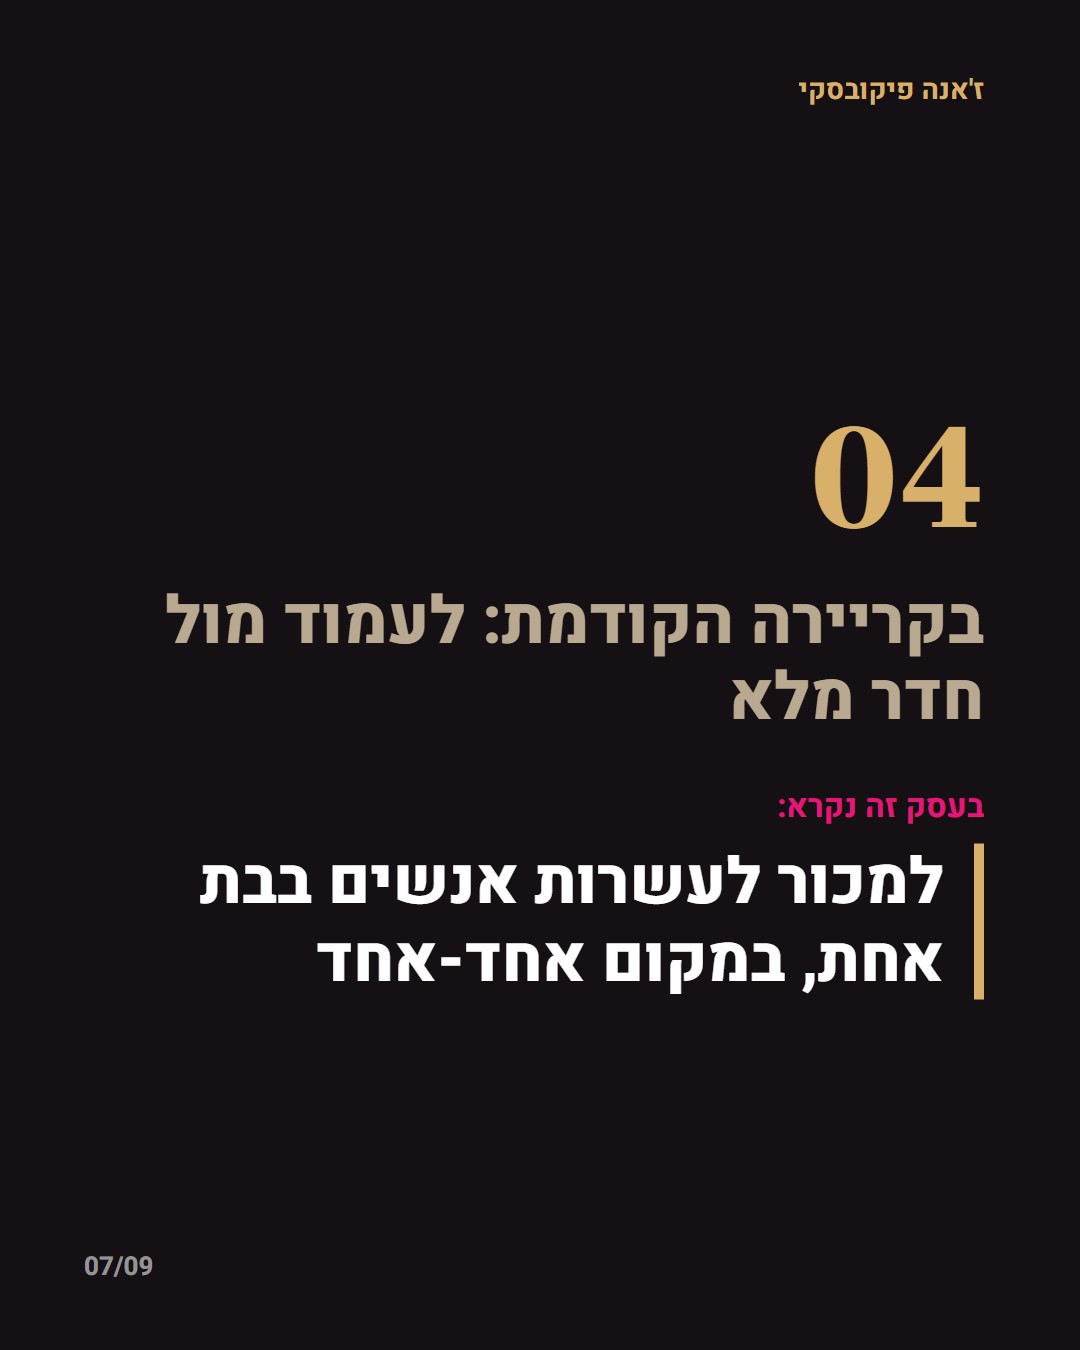 ז'אנה פיקובסקי
04
בקריירה הקודמת: לעמוד מול
חדר מלא
בעסק זה נקרא:
למכור לעשרות אנשים בבת
אחת, במקום אחד-אחד
07/09